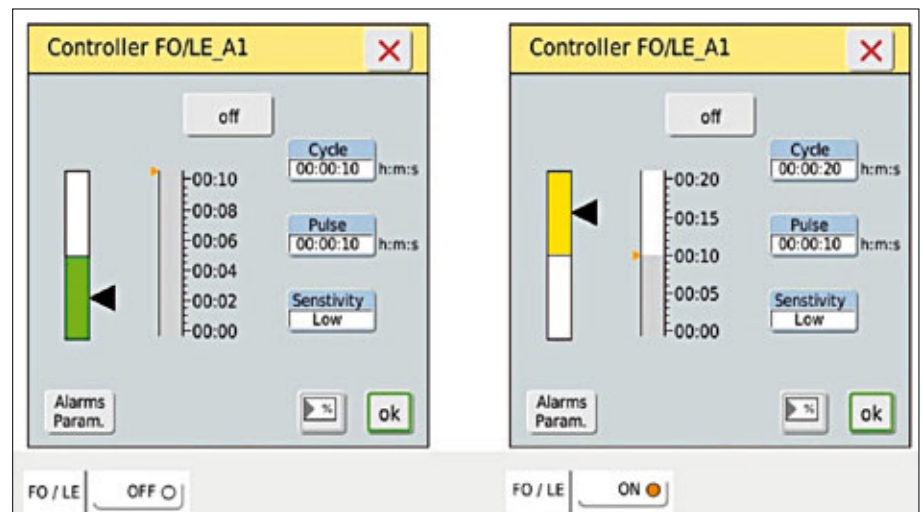 Controller FO/LE_A1
off
Cycle
00:00:10 h:m:s
Pulse
00:00:10 h:m:s
Senstivity
Low
00:10
00:08
00:06
00:04
00:02
00:00
Alarms
Param.
%
ok
FO / LE OFF
Controller FO/LE_A1
off
Cycle
00:00:20 h:m:s
Pulse
00:00:10 h:m:s
Senstivity
Low
00:20
00:15
00:10
00:05
00:00
Alarms
Param.
%
ok
FO / LE ON